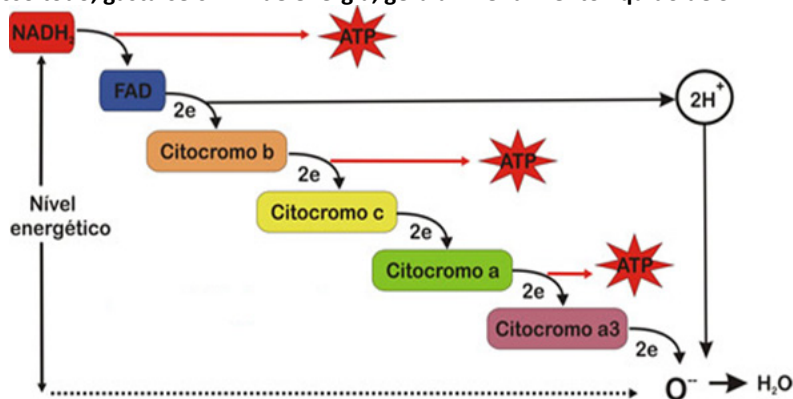 NADH₂
ATP
FAD
2e
2H⁺
Citocromo b
ATP
2e
Nível
energético
Citocromo c
2e
Citocromo a
ATP
2e
Citocromo a3
2e
O⁻⁻
H₂O